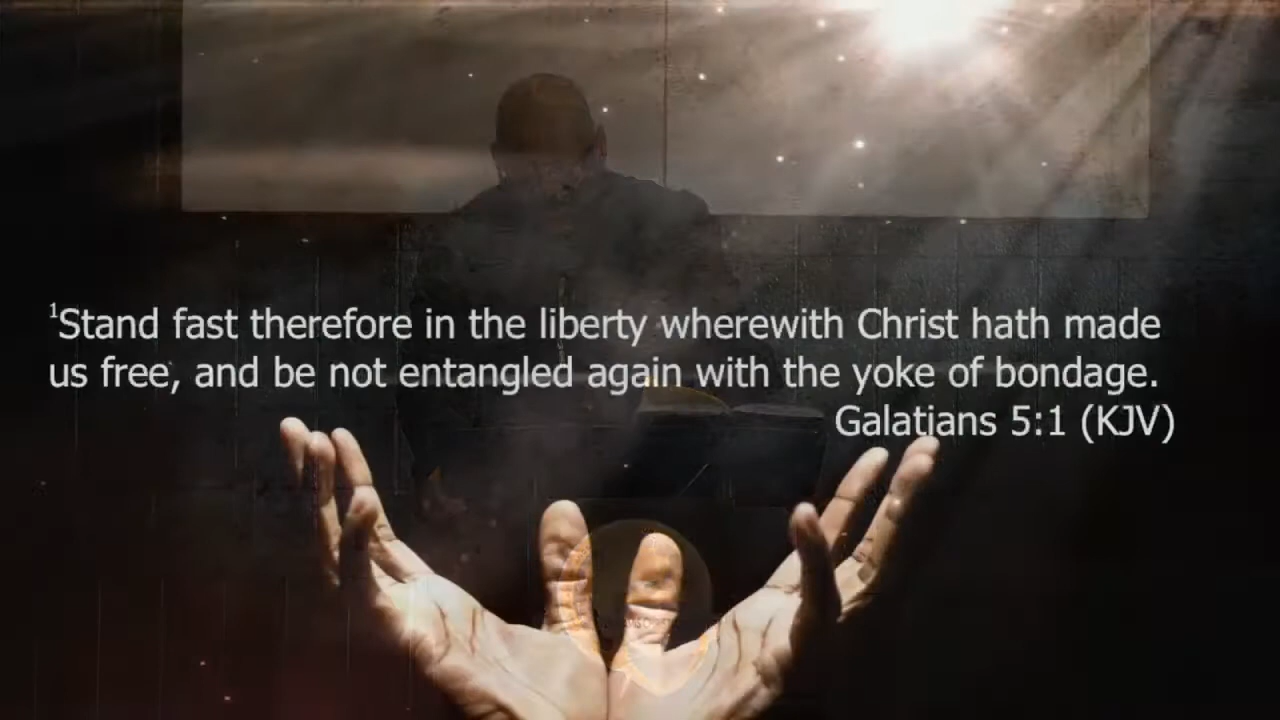 ¹Stand fast therefore in the liberty wherewith Christ hath made
us free, and be not entangled again with the yoke of bondage.
Galatians 5:1 (KJV)